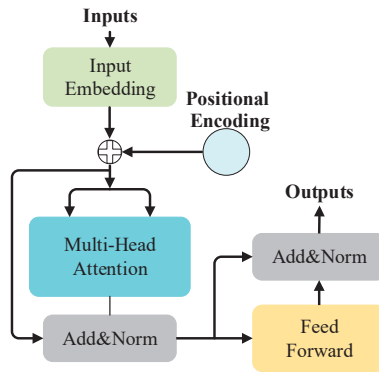 Inputs
Input
Embedding
Positional
Encoding
Outputs
Multi-Head
Attention
Add&Norm
Add&Norm
Feed
Forward